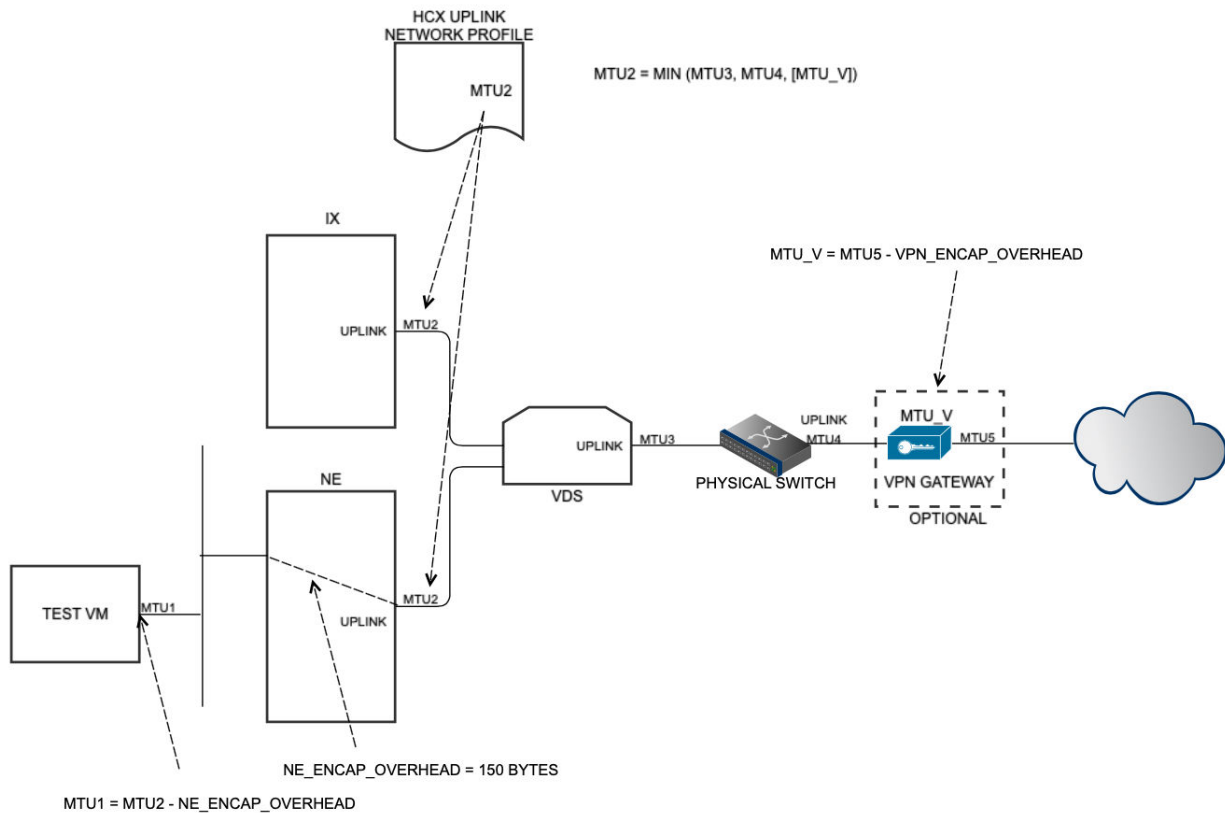 HCX UPLINK
NETWORK PROFILE
MTU2
MTU2 = MIN (MTU3, MTU4, [MTU_V])
IX
UPLINK
MTU2
MTU_V = MTU5 - VPN_ENCAP_OVERHEAD
UPLINK
MTU3
VDS
UPLINK
MTU4
PHYSICAL SWITCH
MTU_V
MTU5
VPN GATEWAY
OPTIONAL
NE
MTU2
UPLINK
TEST VM
MTU1
NE_ENCAP_OVERHEAD = 150 BYTES
MTU1 = MTU2 - NE_ENCAP_OVERHEAD